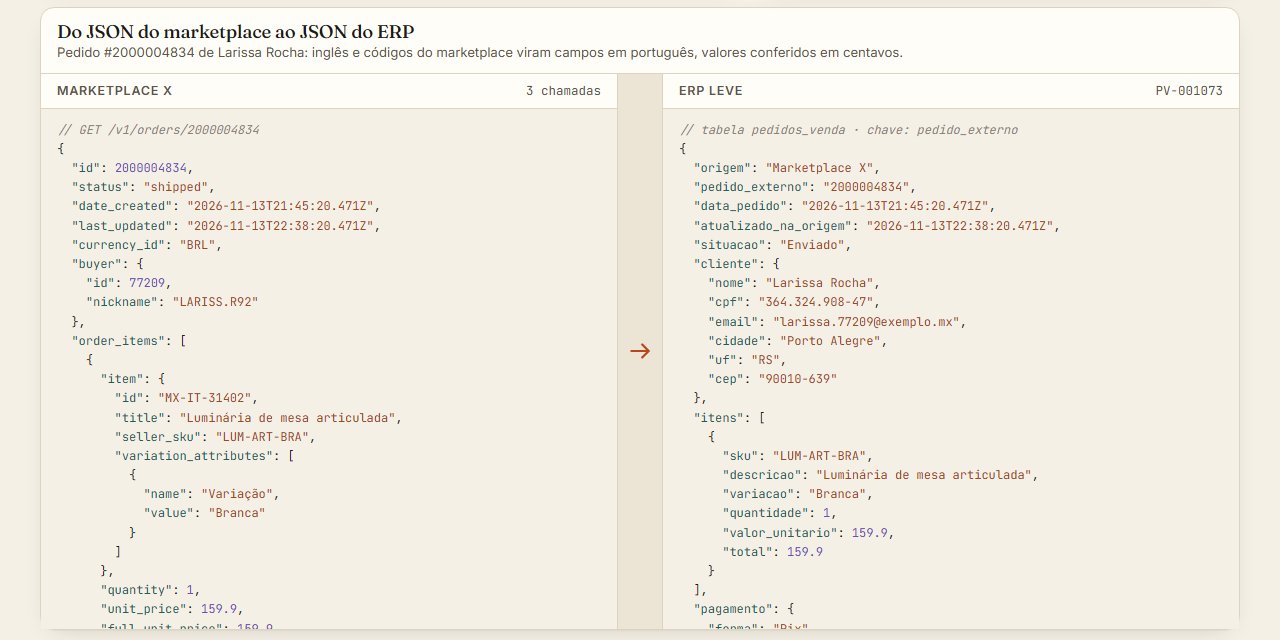 Do JSON do marketplace ao JSON do ERP
Pedido #2000004834 de Larissa Rocha: inglês e códigos do marketplace viram campos em português, valores conferidos em centavos.
MARKETPLACE X
3 chamadas
// GET /v1/orders/2000004834
{
"id": 2000004834,
"status": "shipped",
"date_created": "2026-11-13T21:45:20.471Z",
"last_updated": "2026-11-13T22:38:20.471Z",
"currency_id": "BRL",
"buyer": {
"id": 77209,
"nickname": "LARISS.R92"
},
"order_items": [
{
"item": {
"id": "MX-IT-31402",
"title": "Luminária de mesa articulada",
"seller_sku": "LUM-ART-BRA",
"variation_attributes": [
{
"name": "Variação",
"value": "Branca"
}
]
},
"quantity": 1,
"unit_price": 159.9,
"full_unit_price": 159.9
→
ERP LEVE
PV-001073
// tabela pedidos_venda · chave: pedido_externo
{
"origem": "Marketplace X",
"pedido_externo": "2000004834",
"data_pedido": "2026-11-13T21:45:20.471Z",
"atualizado_na_origem": "2026-11-13T22:38:20.471Z",
"situacao": "Enviado",
"cliente": {
"nome": "Larissa Rocha",
"cpf": "364.324.908-47",
"email": "larissa.77209@exemplo.mx",
"cidade": "Porto Alegre",
"uf": "RS",
"cep": "90010-639"
},
"itens": [
{
"sku": "LUM-ART-BRA",
"descricao": "Luminária de mesa articulada",
"variacao": "Branca",
"quantidade": 1,
"valor_unitario": 159.9,
"total": 159.9
}
],
"pagamento": {
"forma": "Pix"